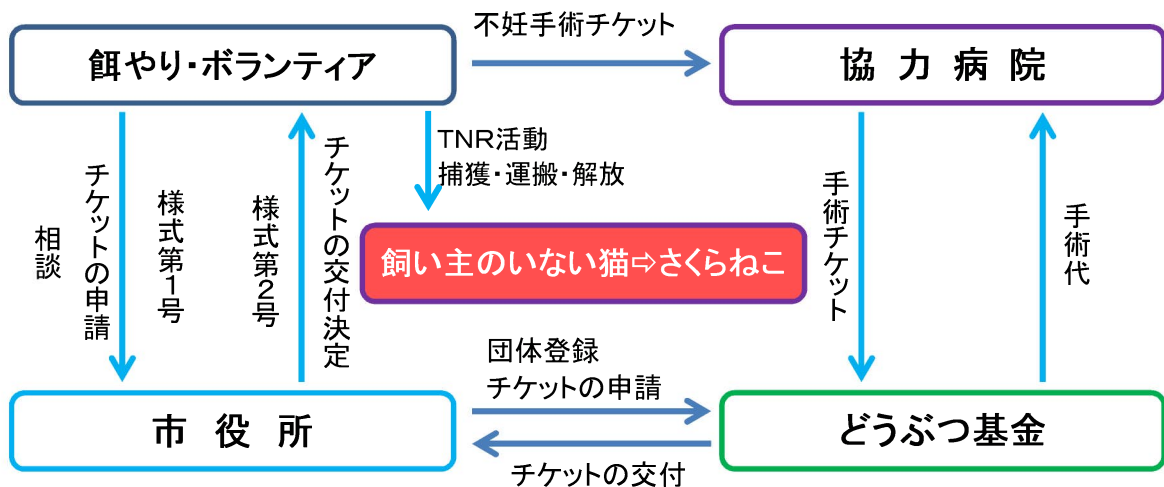 不妊手術チケット
餌やり・ボランティア
協力病院
TNR活動
捕獲・運搬・解放
相談
チケットの申請
様式第1号
様式第2号
チケットの交付決定
飼い主のいない猫⇨さくらねこ
手術チケット
手術代
団体登録
チケットの申請
市役所
どうぶつ基金
チケットの交付